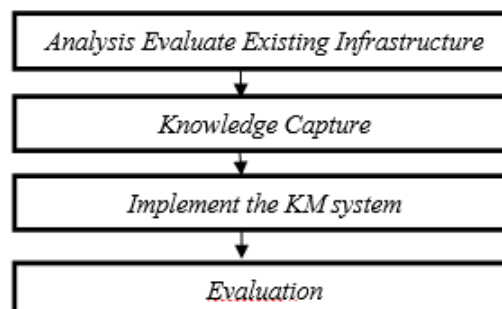 Analysis Evaluate Existing Infrastructure
Knowledge Capture
Implement the KM system
Evaluation